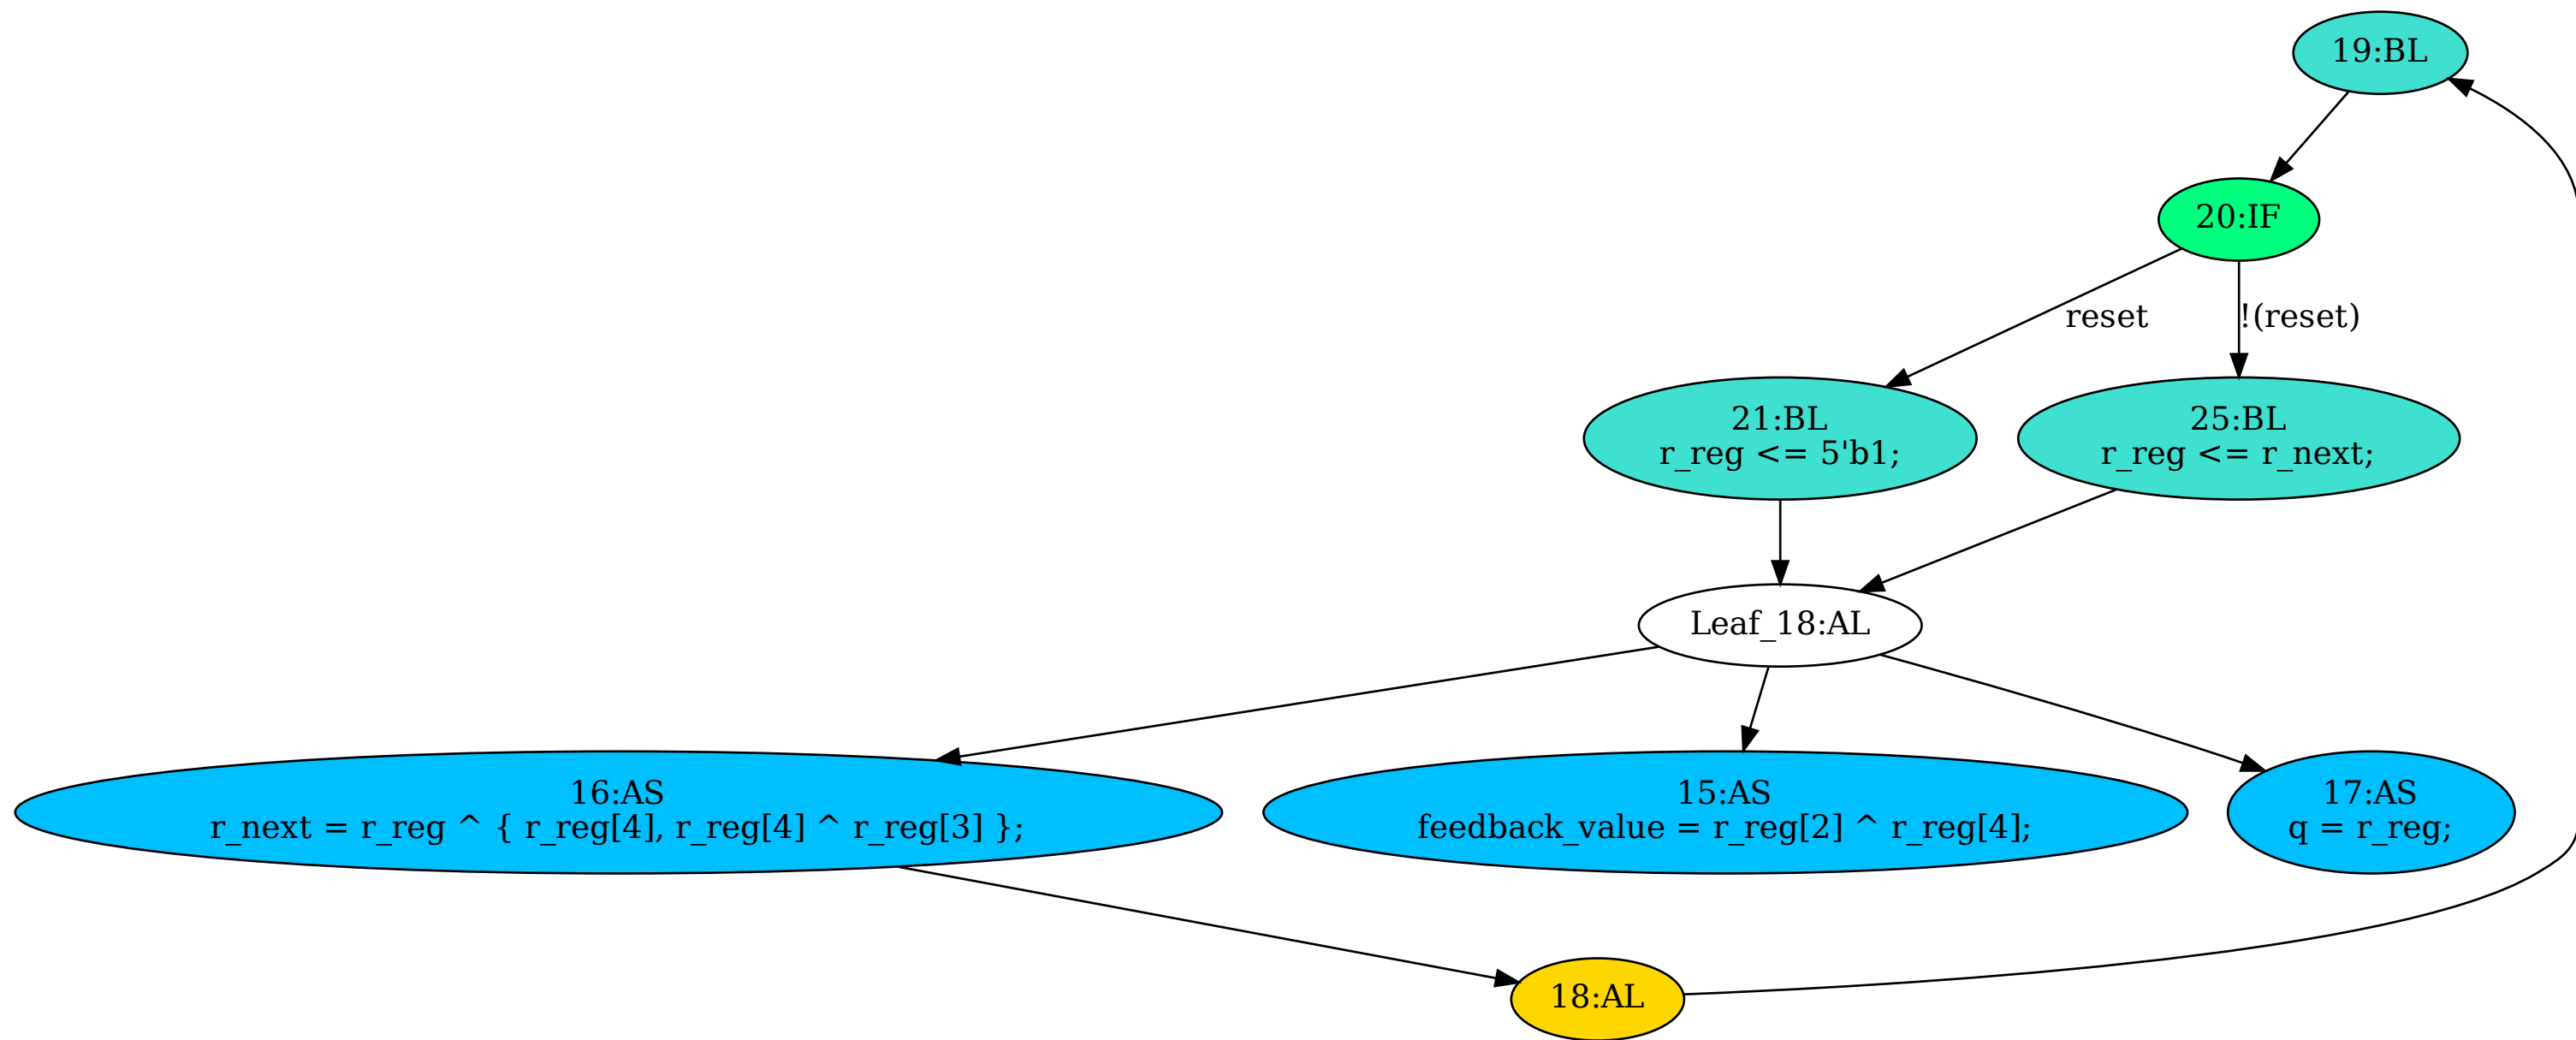 19:BL
20:IF
reset
!(reset)
21:BL
r_reg <= 5'b1;
25:BL
r_reg <= r_next;
Leaf_18:AL
16:AS
r_next = r_reg ^ { r_reg[4], r_reg[4] ^ r_reg[3] };
15:AS
feedback_value = r_reg[2] ^ r_reg[4];
17:AS
q = r_reg;
18:AL